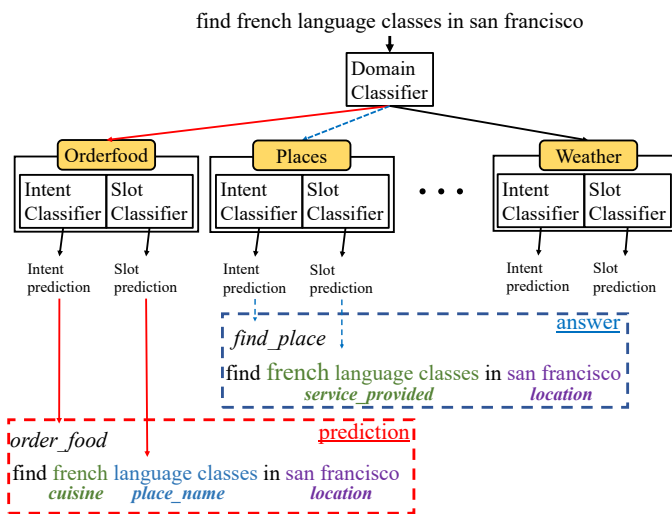 find french language classes in san francisco
Domain
Classifier
Orderfood
Places
Weather
Intent
Classifier
Slot
Classifier
Intent
Classifier
Slot
Classifier
• • •
Intent
Classifier
Slot
Classifier
Intent
prediction
Slot
prediction
Intent
prediction
Slot
prediction
Intent
prediction
Slot
prediction
answer
find_place
find french language classes in san francisco
service_provided location
prediction
order_food
find french language classes in san francisco
cuisine place_name location